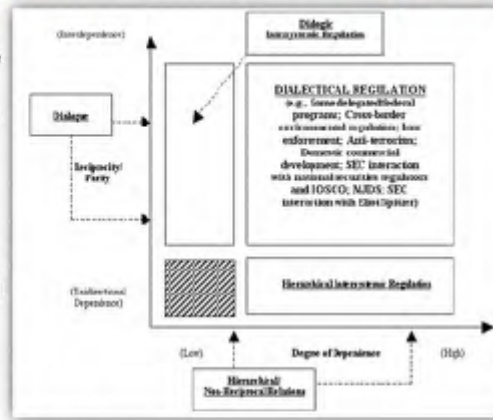 (Interdependence)
Dialogic
Intersystemic Regulation
DIALECTICAL REGULATION
(e.g., Some delegated federal
programs; Cross-border
environmental regulation; law
enforcement; Anti-terrorism;
Domestic commercial
development; SEC interaction
with national securities regulators
and IOSCO; NJDS; SEC
interaction with Eliot Spitzer)
Dialogue
Reciprocity/
Parity
Hierarchical Intersystemic Regulation
(Unidirectional
Dependence)
(Low)
Degree of Dependence
(High)
Hierarchical/
Non-Reciprocal Relations